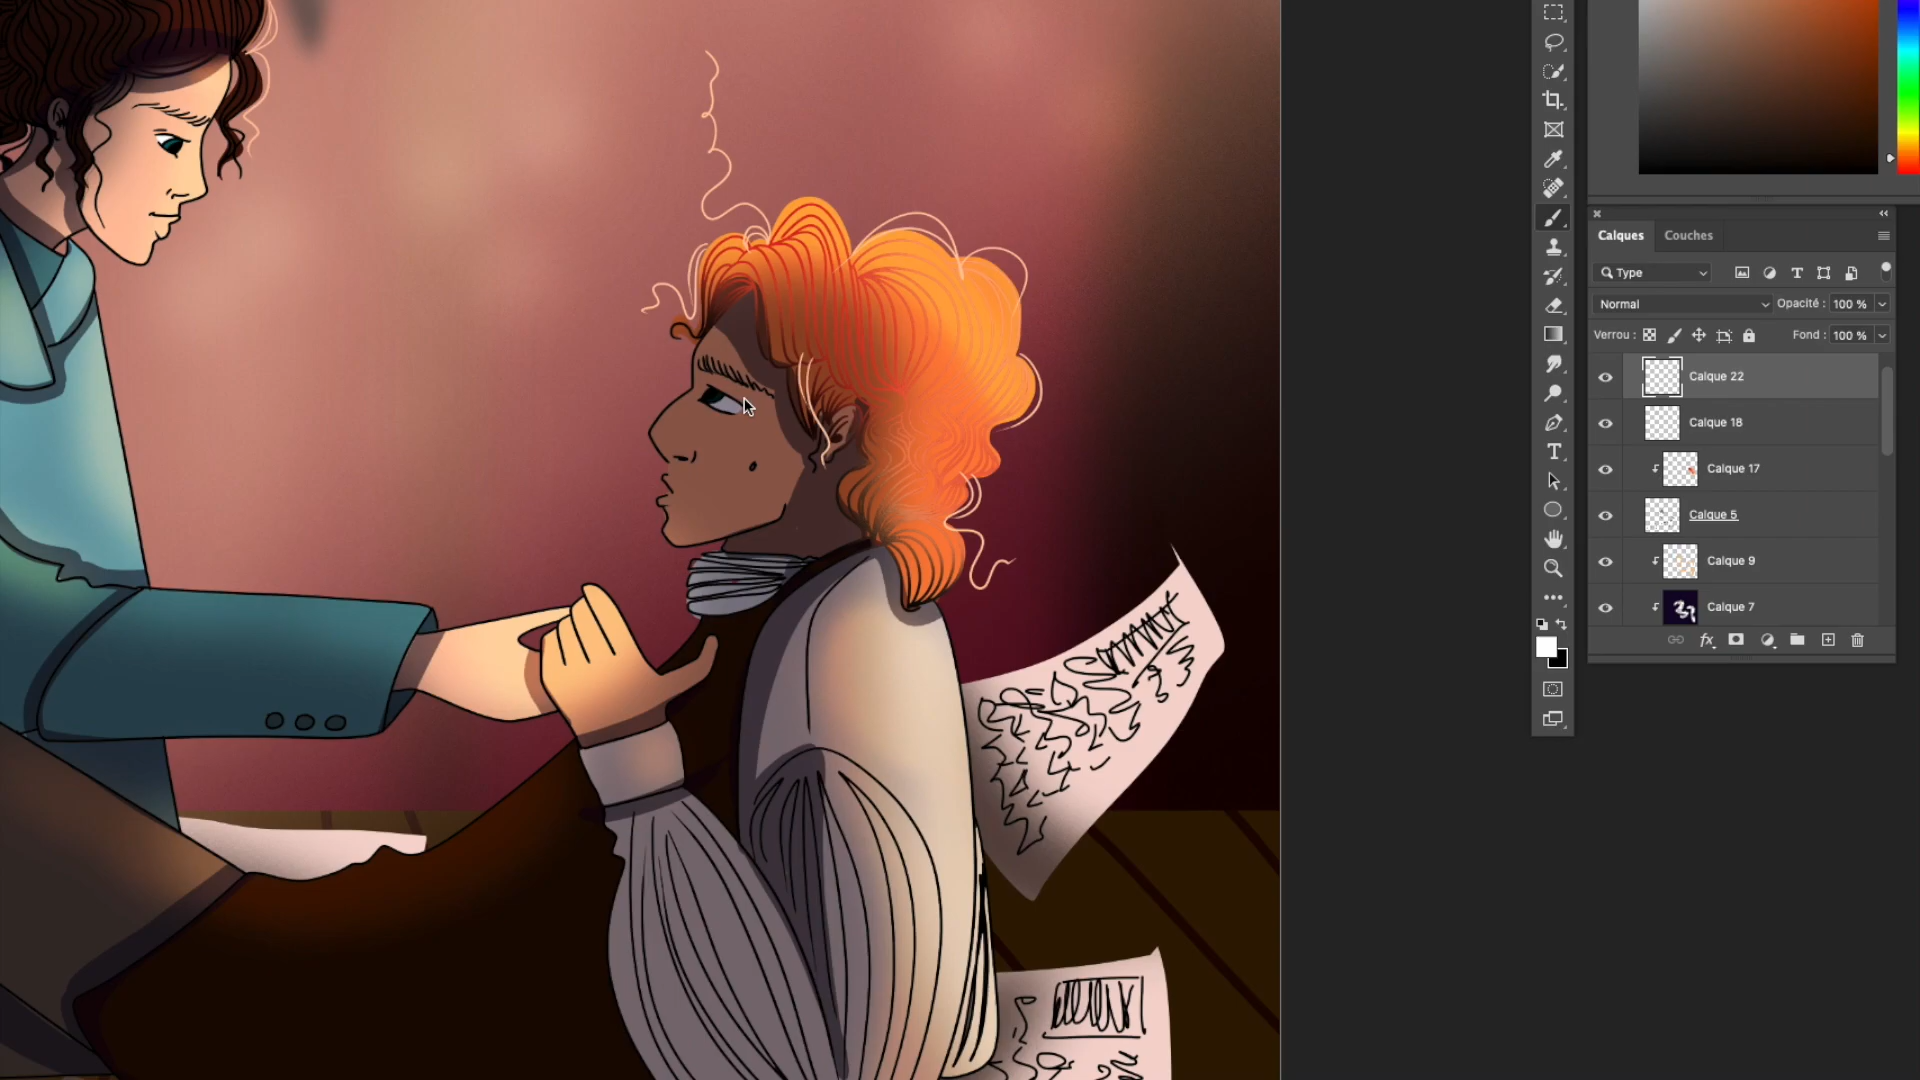 Calques Couches
Type
Normal Opacité : 100 %
Verrou : Fond : 100 %
Calque 22
Calque 18
Calque 17
Calque 5
Calque 9
Calque 7
fx